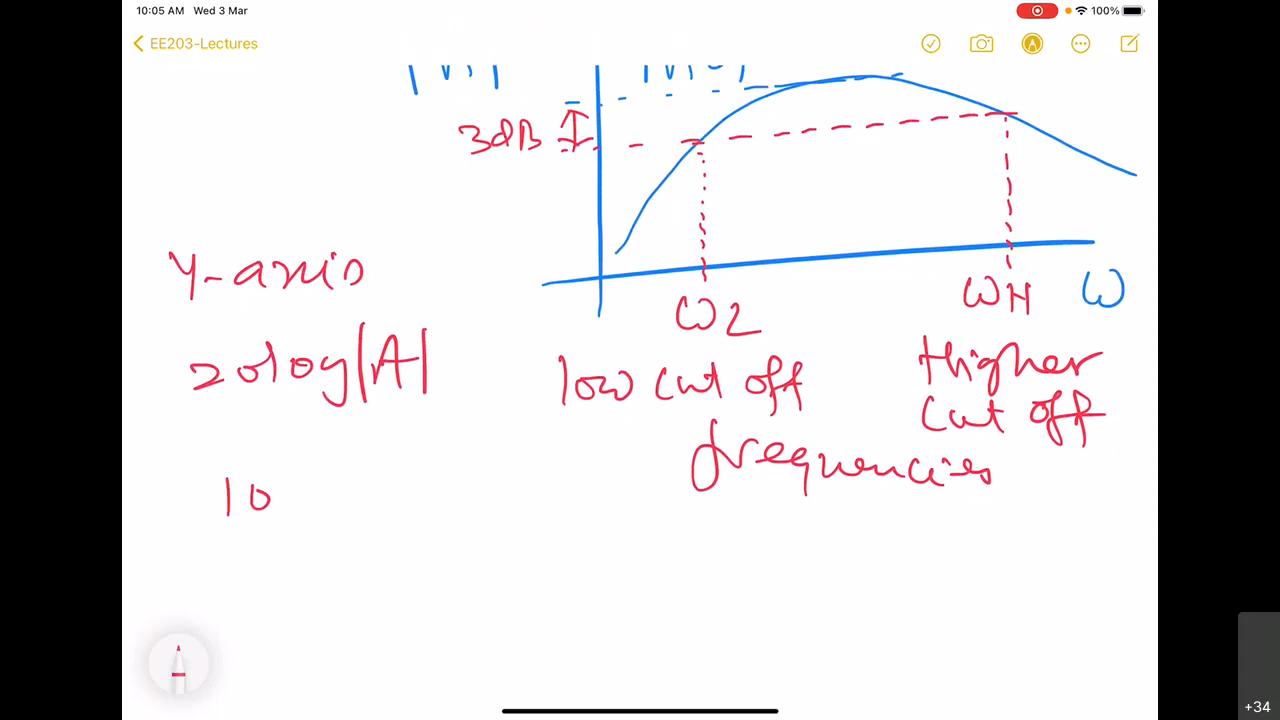 10:05 AM Wed 3 Mar
100%
EE203-Lectures
3dB
Y-axis
ωL
ωH
ω
20log|A|
low cut off
Higher
cut off
frequencies
10
+34